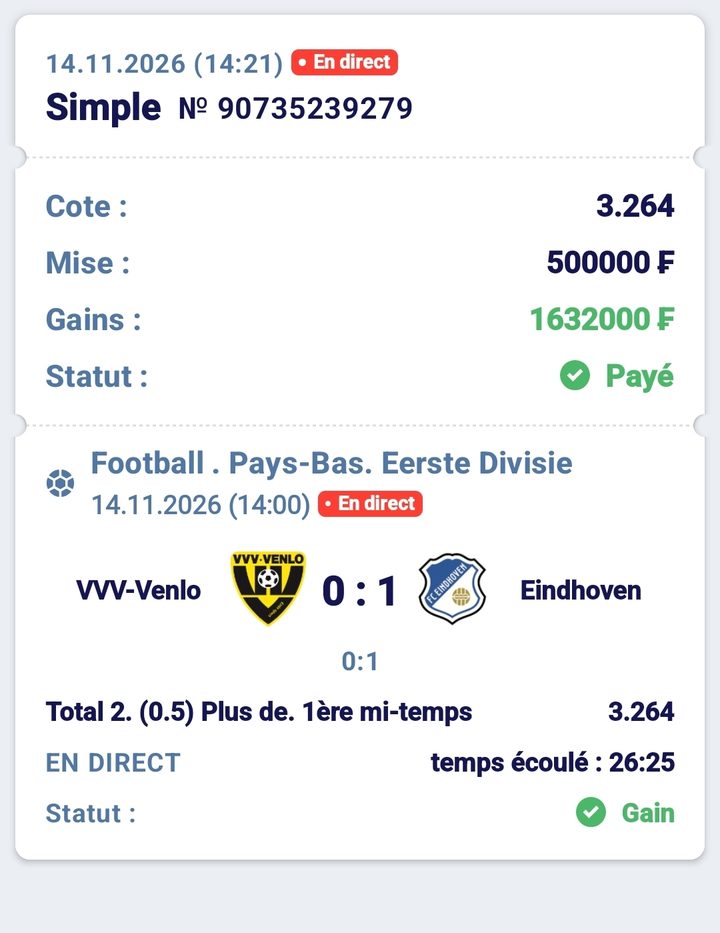 14.11.2026 (14:21) • En direct
Simple № 90735239279
Cote : 3.264
Mise : 500000 ₣
Gains : 1632000 ₣
Statut : Payé
Football . Pays-Bas. Eerste Divisie
14.11.2026 (14:00) • En direct
VVV-Venlo VVV-VENLO 0 : 1 FC EINDHOVEN Eindhoven
0:1
Total 2. (0.5) Plus de. 1ère mi-temps 3.264
EN DIRECT temps écoulé : 26:25
Statut : Gain